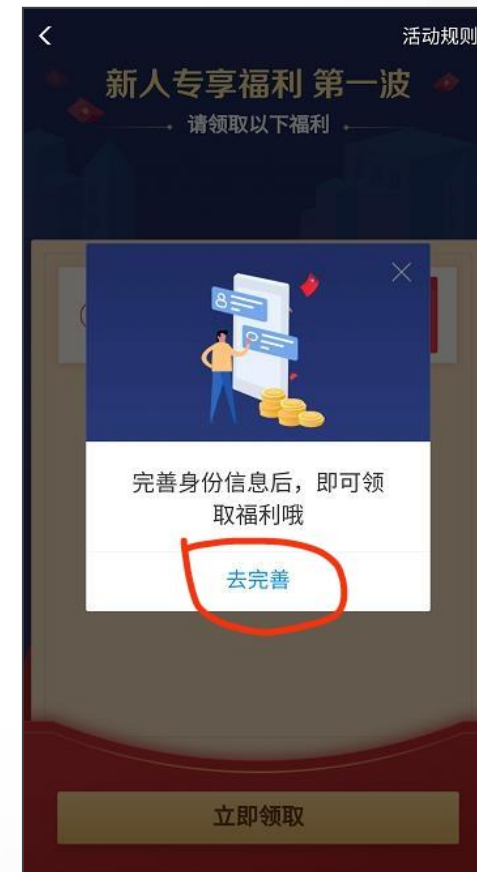 活动规则
新人专享福利 第一波
请领取以下福利
完善身份信息后，即可领
取福利哦
去完善
立即领取